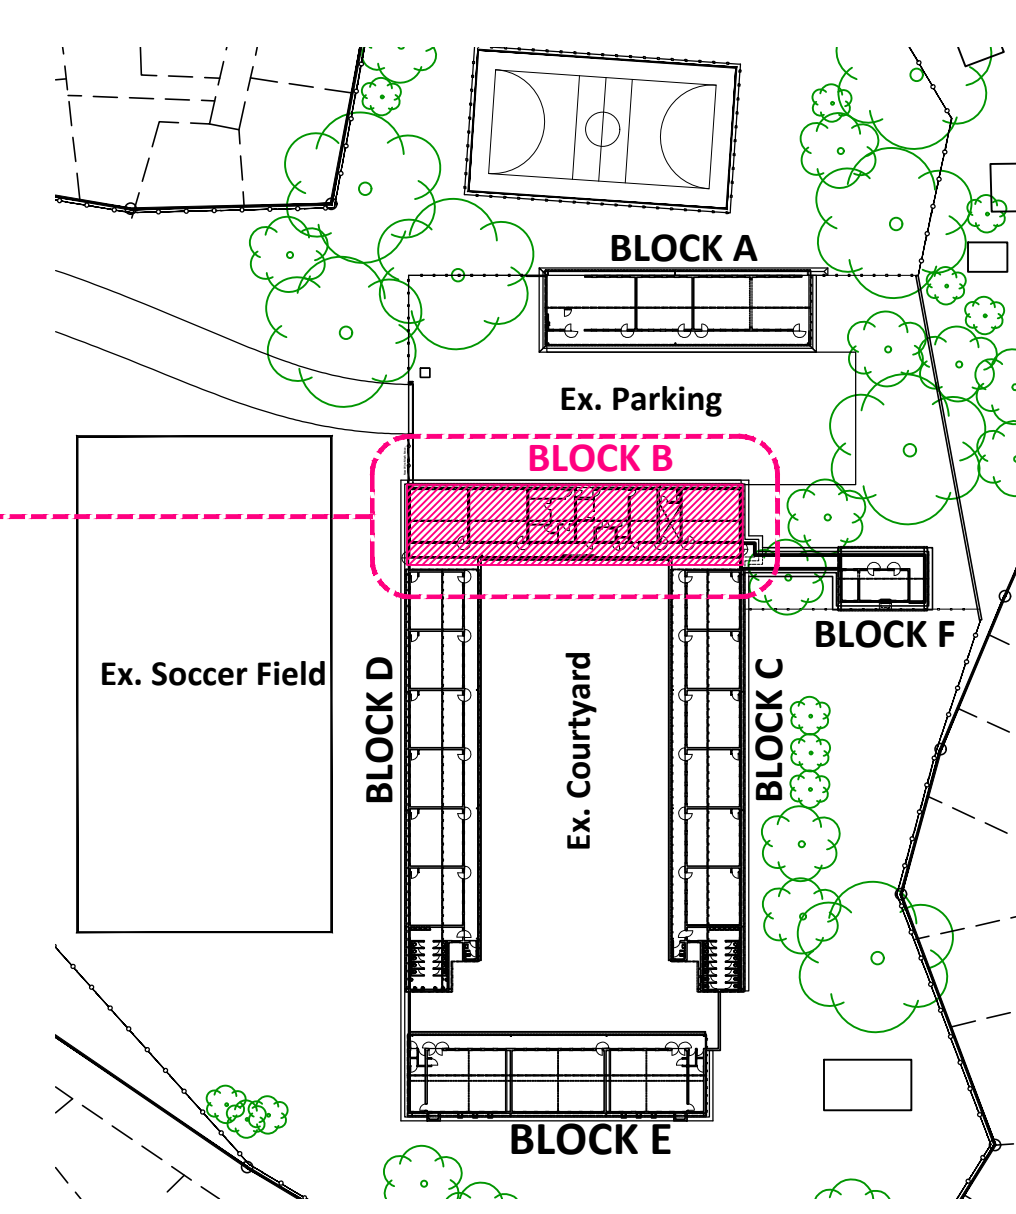 BLOCK A
Ex. Parking
BLOCK B
BLOCK F
Ex. Soccer Field
BLOCK D
Ex. Courtyard
BLOCK C
BLOCK E